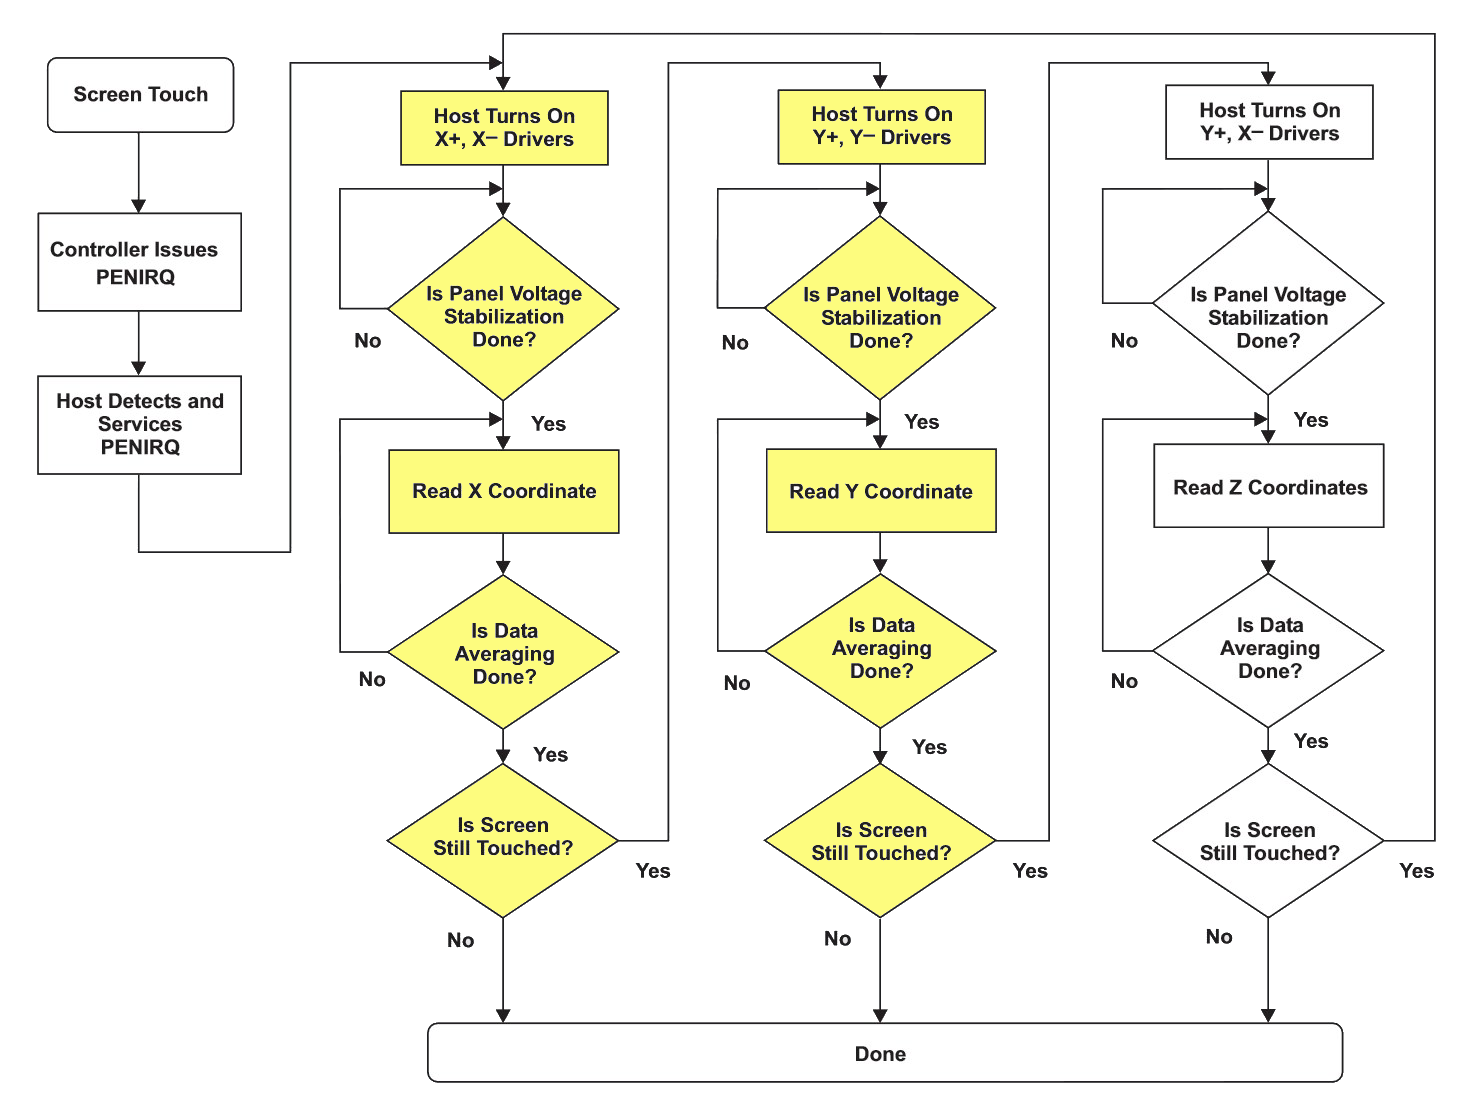 Screen Touch
Controller Issues
PENIRQ
Host Detects and
Services
PENIRQ
Host Turns On
X+, X− Drivers
Is Panel Voltage
Stabilization
Done?
No
Yes
Read X Coordinate
Is Data
Averaging
Done?
No
Yes
Is Screen
Still Touched?
Yes
No
Host Turns On
Y+, Y− Drivers
Is Panel Voltage
Stabilization
Done?
No
Yes
Read Y Coordinate
Is Data
Averaging
Done?
No
Yes
Is Screen
Still Touched?
Yes
No
Host Turns On
Y+, X− Drivers
Is Panel Voltage
Stabilization
Done?
No
Yes
Read Z Coordinates
Is Data
Averaging
Done?
No
Yes
Is Screen
Still Touched?
Yes
No
Done